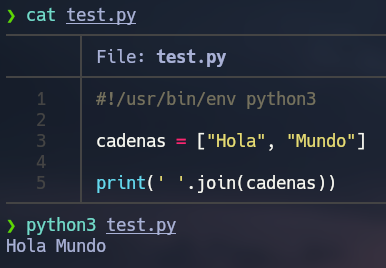 ❯ cat test.py
File: test.py
1 #!/usr/bin/env python3
2
3 cadenas = ["Hola", "Mundo"]
4
5 print(' '.join(cadenas))
❯ python3 test.py
Hola Mundo